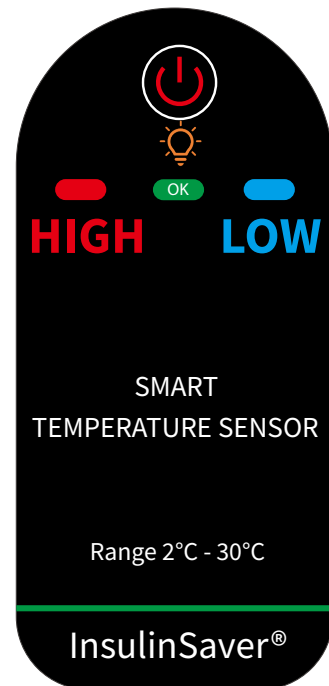 OK
HIGH LOW
SMART
TEMPERATURE SENSOR
Range 2°C - 30°C
InsulinSaver®